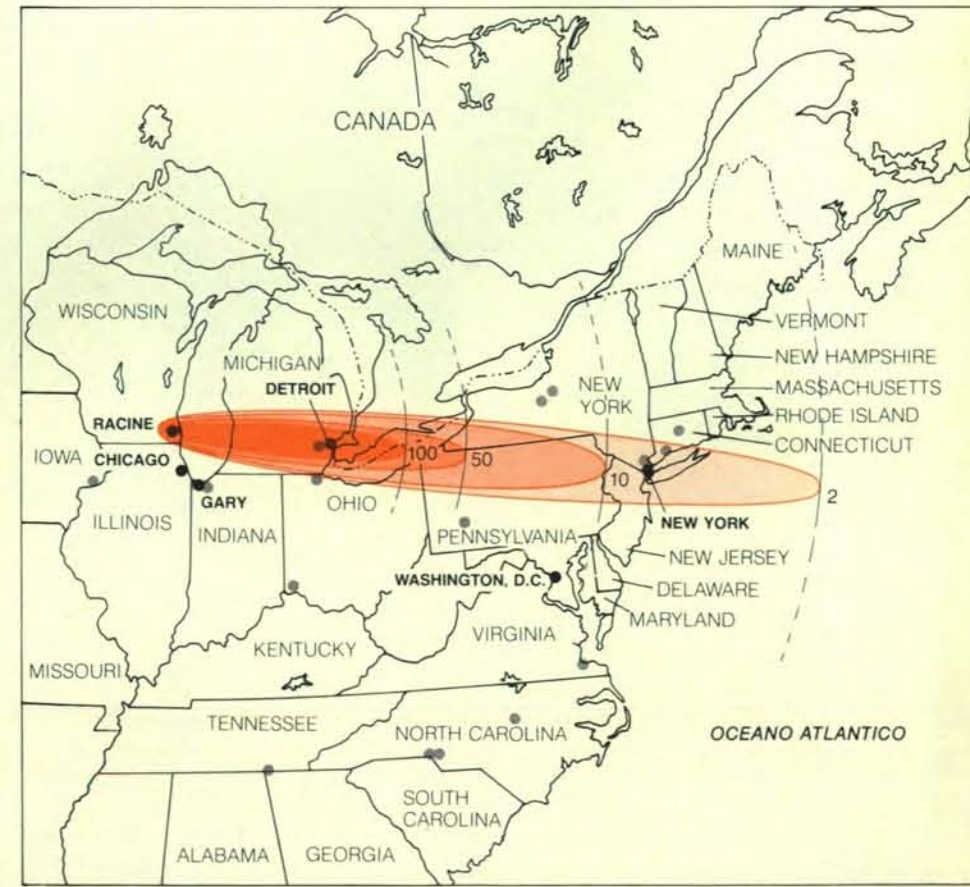 CANADA
MAINE
WISCONSIN
VERMONT
MICHIGAN
NEW HAMPSHIRE
DETROIT
NEW
YORK
MASSACHUSETTS
RHODE ISLAND
RACINE
CONNECTICUT
IOWA
CHICAGO
100
50
10
2
GARY
OHIO
ILLINOIS
INDIANA
NEW YORK
PENNSYLVANIA
NEW JERSEY
WASHINGTON, D.C.
DELAWARE
MARYLAND
VIRGINIA
KENTUCKY
MISSOURI
TENNESSEE
NORTH CAROLINA
OCEANO ATLANTICO
SOUTH
CAROLINA
ALABAMA
GEORGIA